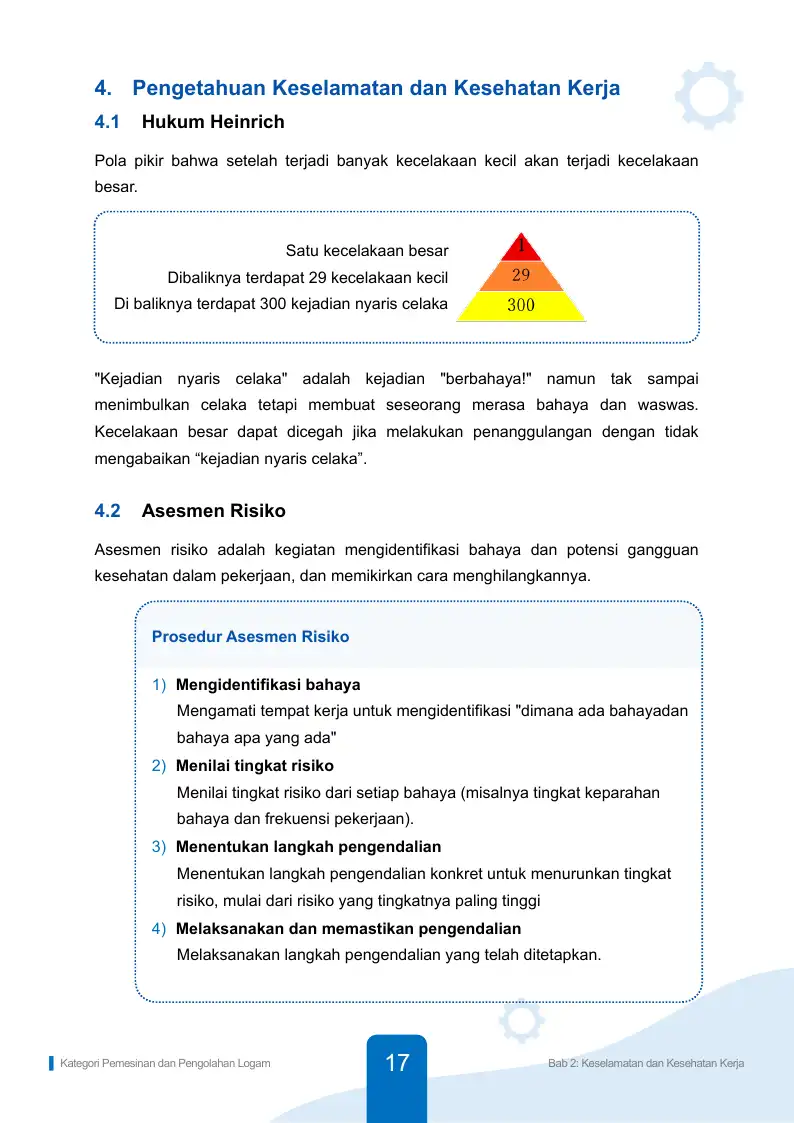 4. Pengetahuan Keselamatan dan Kesehatan Kerja
4.1 Hukum Heinrich
Pola pikir bahwa setelah terjadi banyak kecelakaan kecil akan terjadi kecelakaan
besar.
Satu kecelakaan besar
Dibaliknya terdapat 29 kecelakaan kecil
Di baliknya terdapat 300 kejadian nyaris celaka
1
29
300
"Kejadian nyaris celaka" adalah kejadian "berbahaya!" namun tak sampai
menimbulkan celaka tetapi membuat seseorang merasa bahaya dan waswas.
Kecelakaan besar dapat dicegah jika melakukan penanggulangan dengan tidak
mengabaikan “kejadian nyaris celaka”.
4.2 Asesmen Risiko
Asesmen risiko adalah kegiatan mengidentifikasi bahaya dan potensi gangguan
kesehatan dalam pekerjaan, dan memikirkan cara menghilangkannya.
Prosedur Asesmen Risiko
1) Mengidentifikasi bahaya
Mengamati tempat kerja untuk mengidentifikasi "dimana ada bahayadan
bahaya apa yang ada"
2) Menilai tingkat risiko
Menilai tingkat risiko dari setiap bahaya (misalnya tingkat keparahan
bahaya dan frekuensi pekerjaan).
3) Menentukan langkah pengendalian
Menentukan langkah pengendalian konkret untuk menurunkan tingkat
risiko, mulai dari risiko yang tingkatnya paling tinggi
4) Melaksanakan dan memastikan pengendalian
Melaksanakan langkah pengendalian yang telah ditetapkan.
Kategori Pemesinan dan Pengolahan Logam
17
Bab 2: Keselamatan dan Kesehatan Kerja